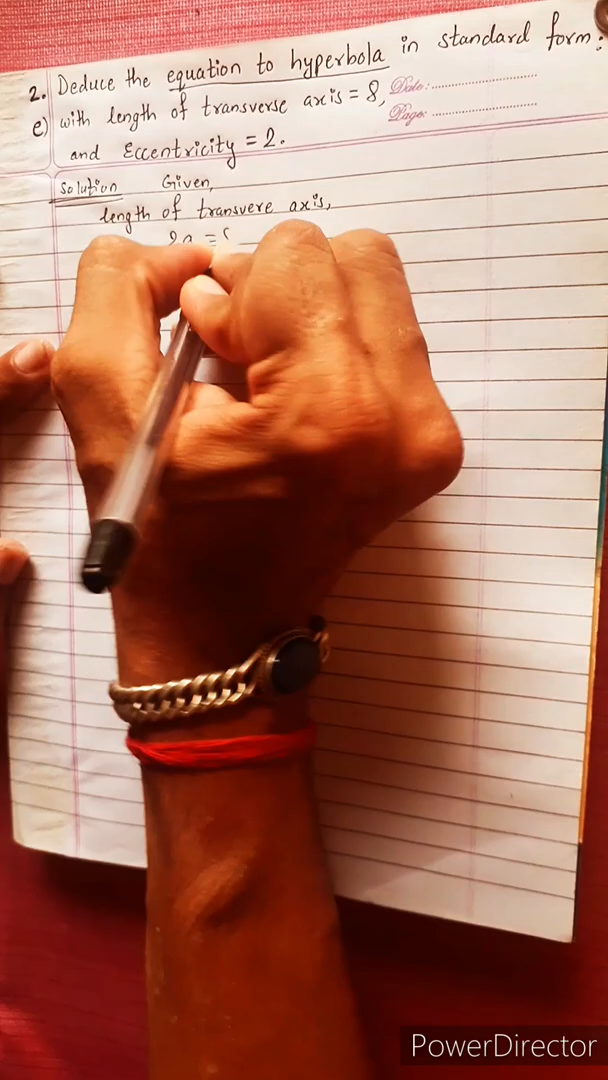 2. Deduce the equation to hyperbola in standard form:
e) with length of transverse axis = 8,
Date:
and Eccentricity = 2.
Page:
Solution Given,
length of transvere axis,
2a =
PowerDirector